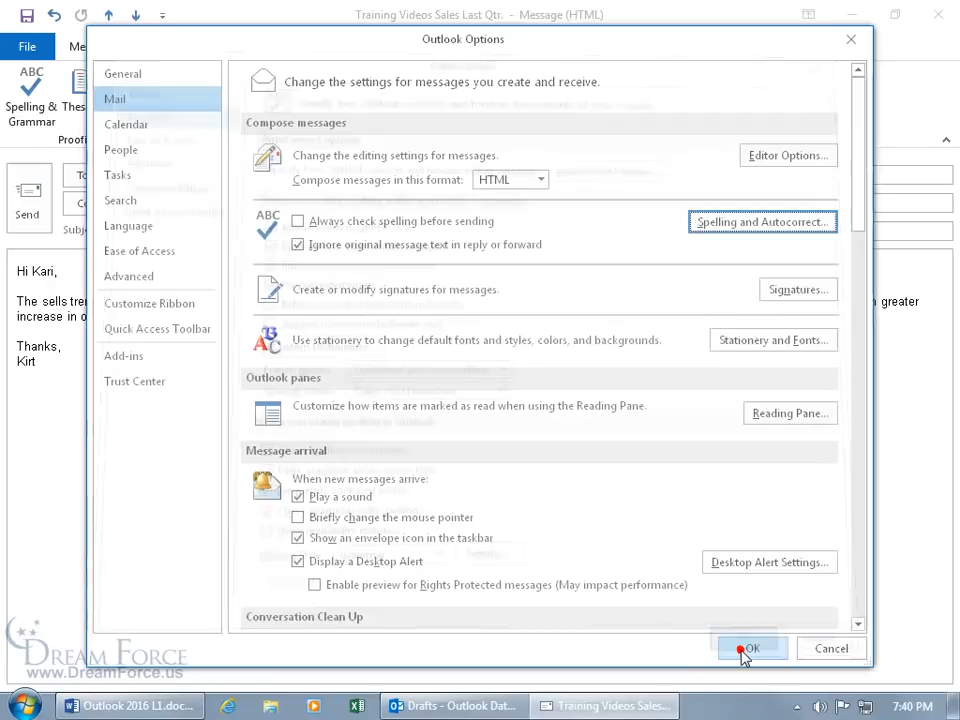 Training Videos Sales Last Qtr. - Message (HTML)
File
Me
Outlook Options
ABC
Spelling &
Grammar
Thes
Proofi
General
Mail
Calendar
People
Tasks
Search
Language
Ease of Access
Advanced
Customize Ribbon
Quick Access Toolbar
Add-ins
Trust Center
Change the settings for messages you create and receive.
Compose messages
Change the editing settings for messages.
Editor Options...
Compose messages in this format:
HTML
ABC
Always check spelling before sending
Spelling and Autocorrect...
Ignore original message text in reply or forward
Create or modify signatures for messages.
Signatures...
Use stationery to change default fonts and styles, colors, and backgrounds.
Stationery and Fonts...
Outlook panes
Customize how items are marked as read when using the Reading Pane.
Reading Pane...
Message arrival
When new messages arrive:
Play a sound
Briefly change the mouse pointer
Show an envelope icon in the taskbar
Display a Desktop Alert
Desktop Alert Settings...
Enable preview for Rights Protected messages (May impact performance)
Conversation Clean Up
OK
Cancel
Send
To
C
Subj
Hi Kari,
The sells tre
n greater
increase in o
Thanks,
Kirt
DREAM FORCE
www.DreamForce.us
Outlook 2016 L1.doc...
Drafts - Outlook Dat...
Training Videos Sales...
7:40 PM